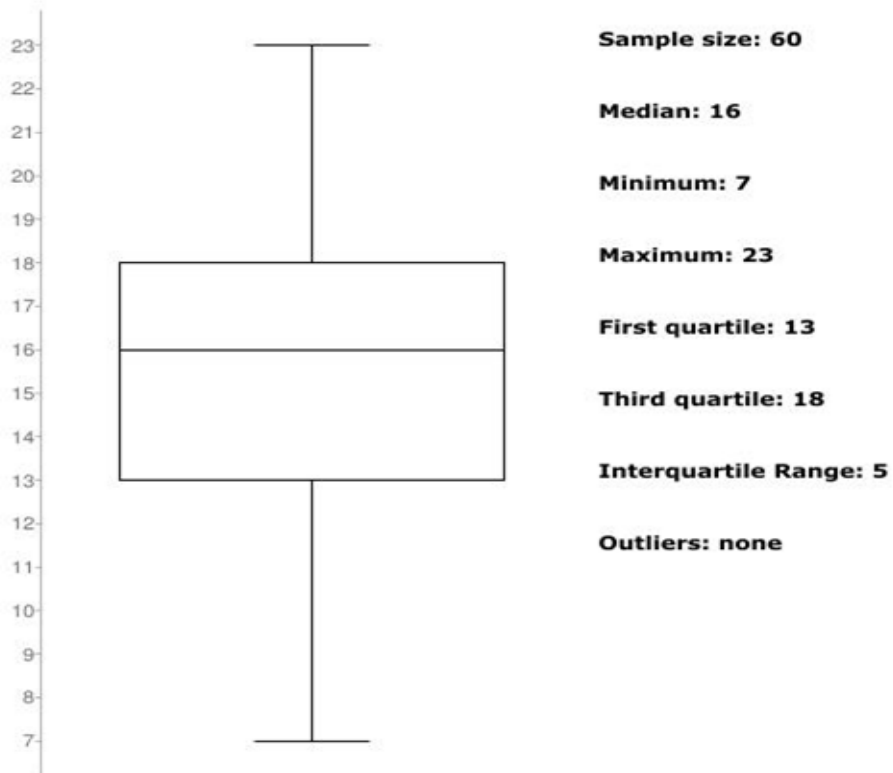 23
22
21
20
19
18
17
16
15
14
13
12
11
10
9
8
7
Sample size: 60
Median: 16
Minimum: 7
Maximum: 23
First quartile: 13
Third quartile: 18
Interquartile Range: 5
Outliers: none